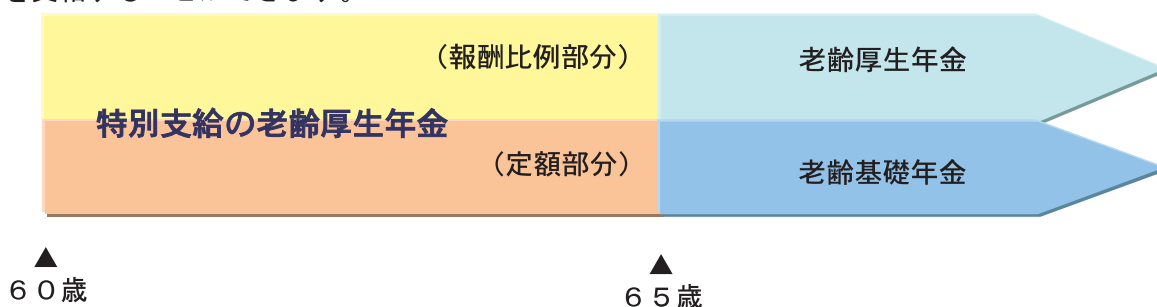 （報酬比例部分）
老齢厚生年金
特別支給の老齢厚生年金
（定額部分）
老齢基礎年金
▲
６０歳
▲
６５歳